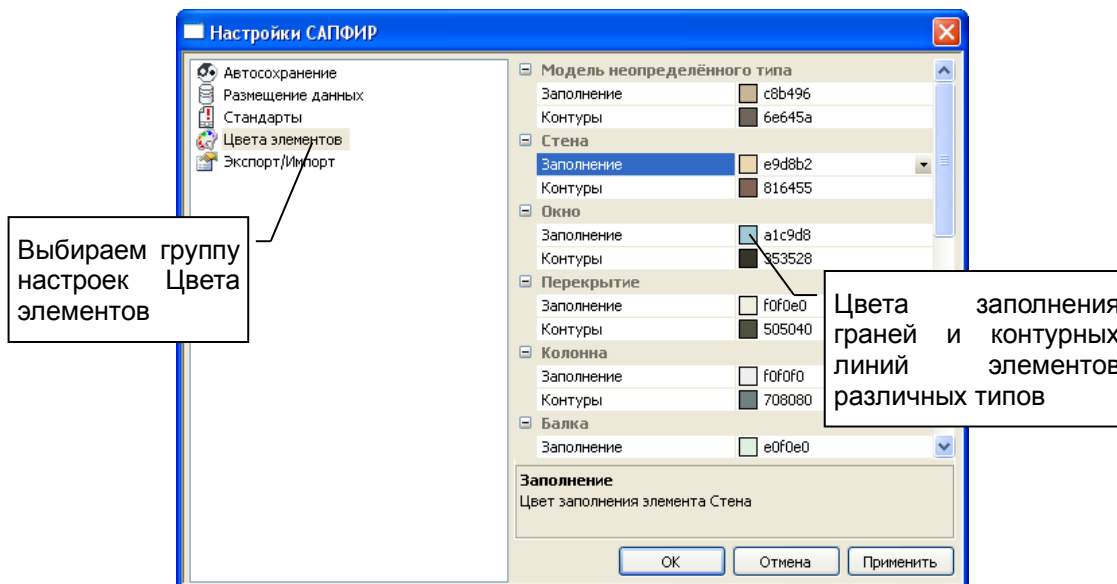 Настройки САПФИР
Автосохранение
Размещение данных
Стандарты
Цвета элементов
Экспорт/Импорт
Выбираем группу
настроек Цвета
элементов
Модель неопределённого типа
Заполнение c8b496
Контуры 6e645a
Стена
Заполнение e9d8b2
Контуры 816455
Окно
Заполнение a1c9d8
Контуры 353528
Перекрытие
Заполнение f0f0e0
Контуры 505040
Колонна
Заполнение f0f0f0
Контуры 708080
Балка
Заполнение e0f0e0
Цвета заполнения
граней и контурных
линий элементов
различных типов
Заполнение
Цвет заполнения элемента Стена
ОК Отмена Применить